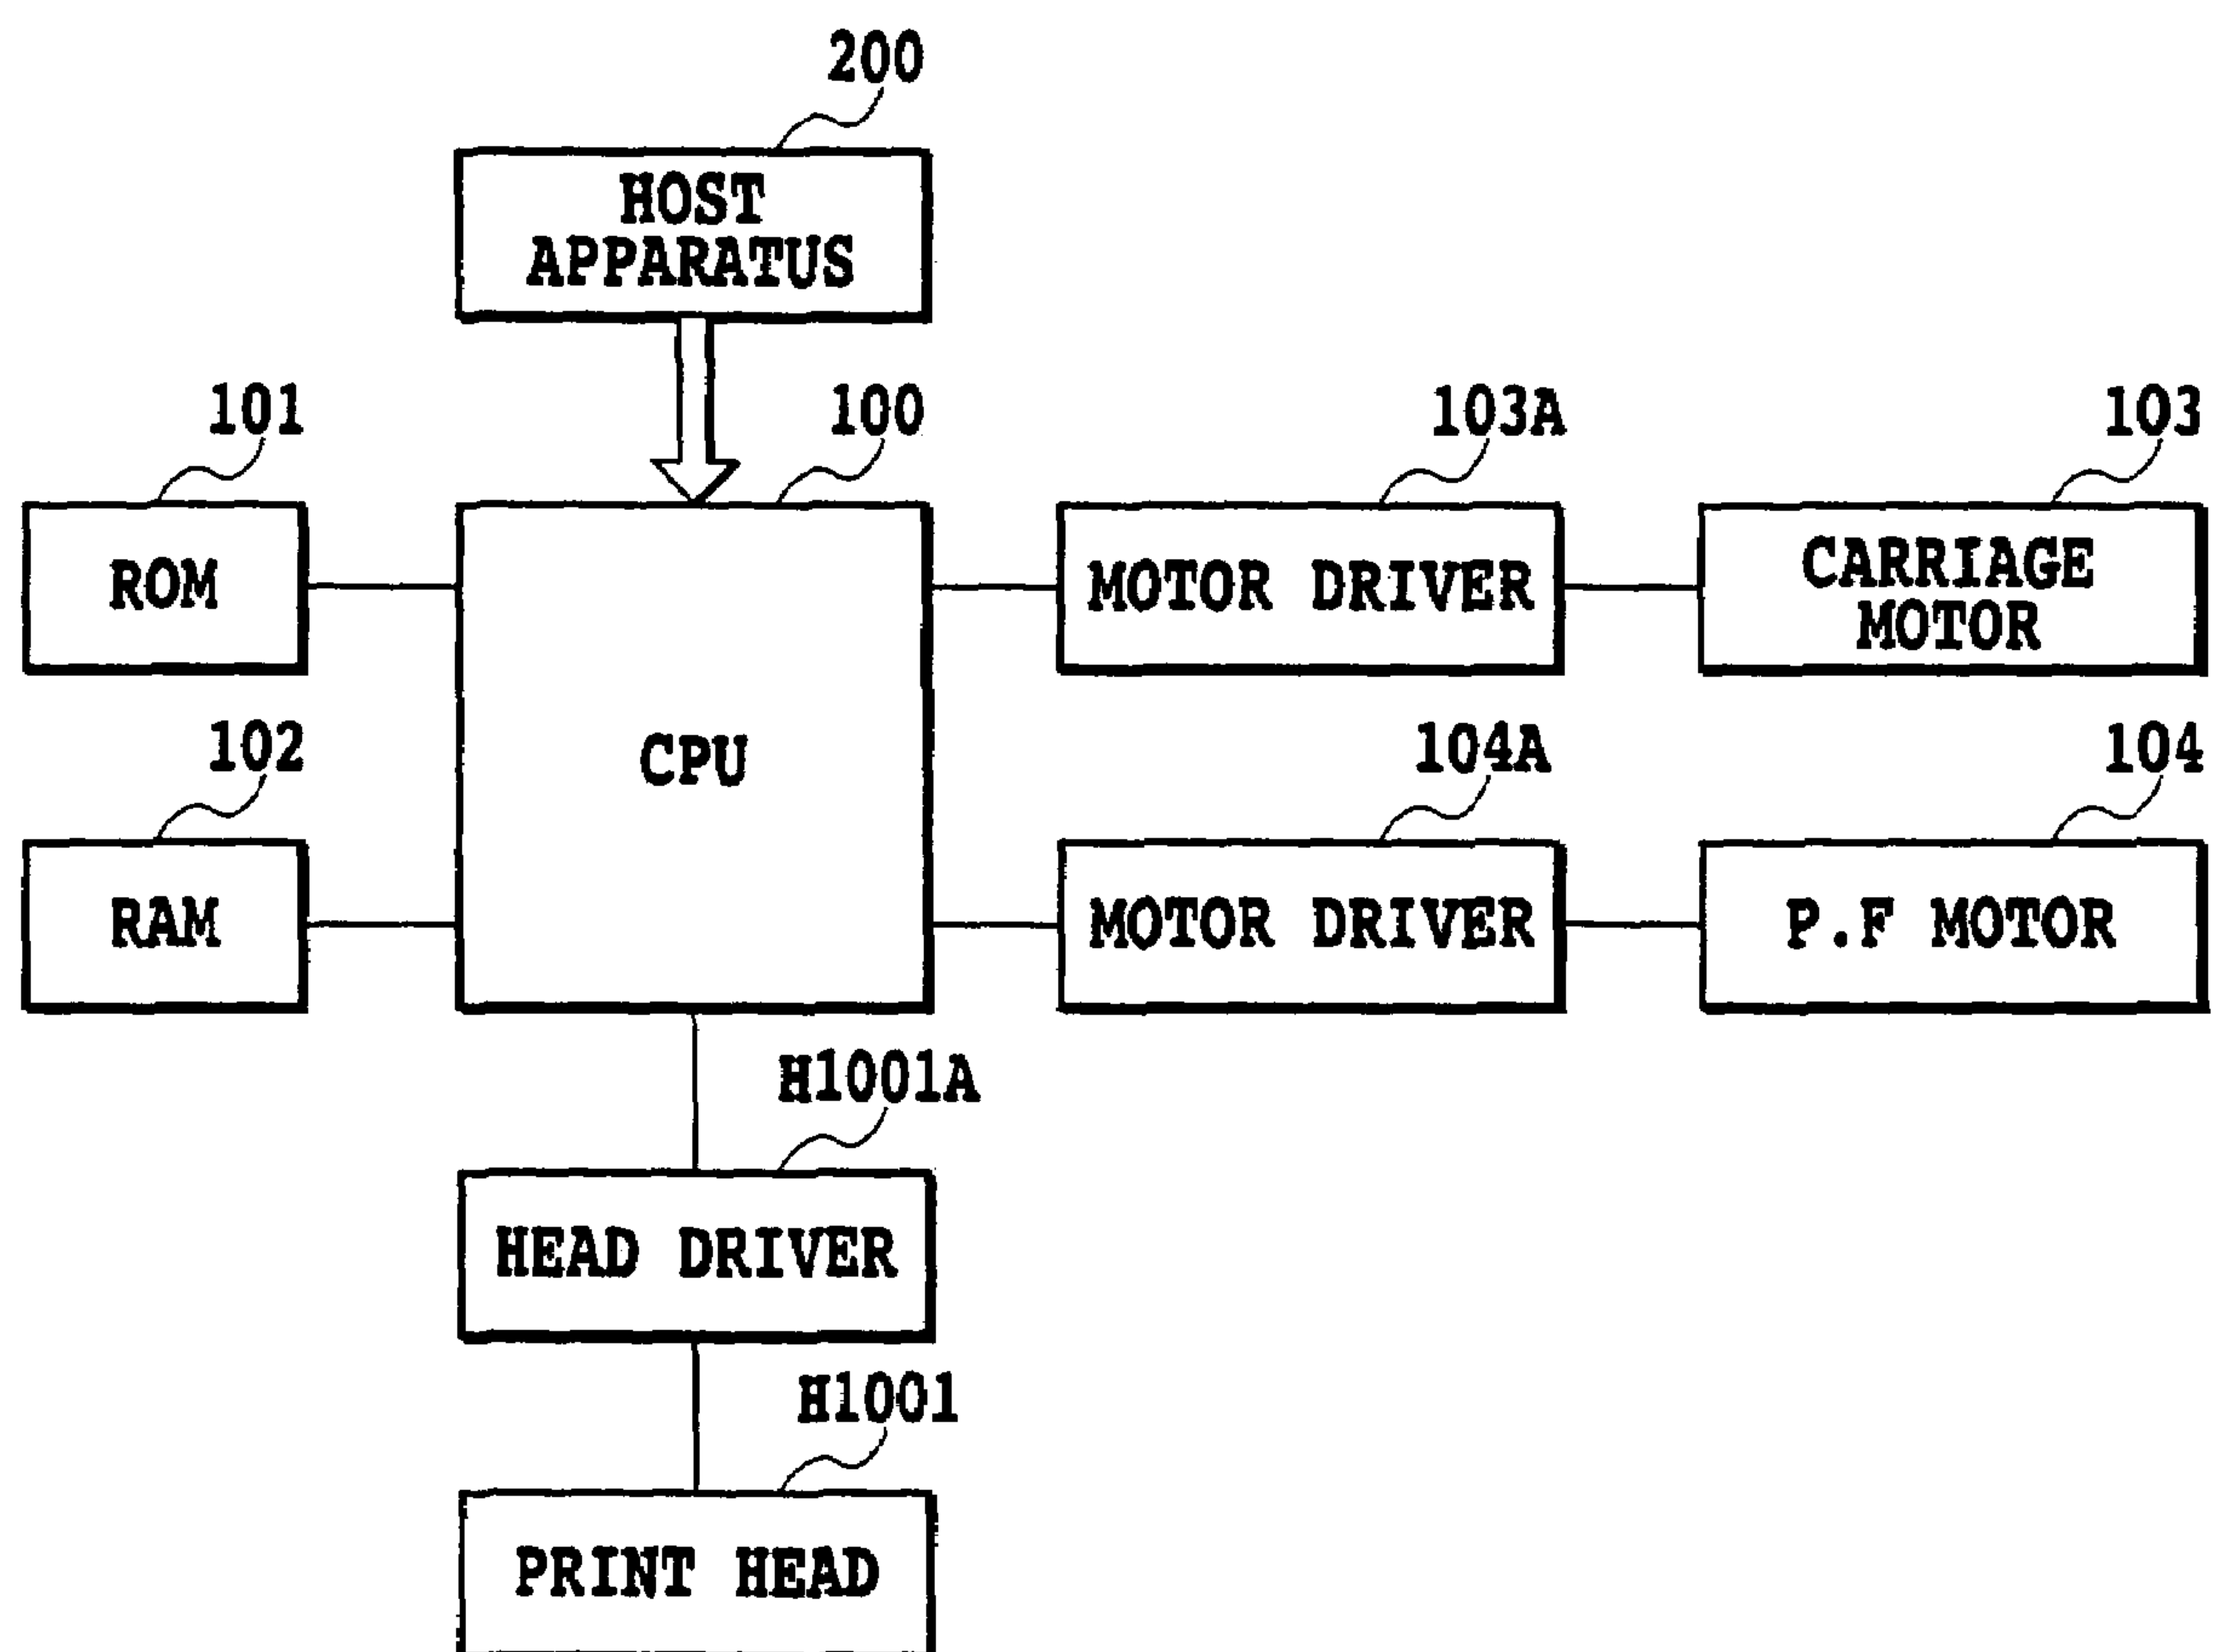 200
HOST
APPARATUS
101
100
103A
103
ROM
MOTOR DRIVER
CARRIAGE
MOTOR
102
CPU
104A
104
RAM
MOTOR DRIVER
P.F MOTOR
H1001A
HEAD DRIVER
H1001
PRINT HEAD